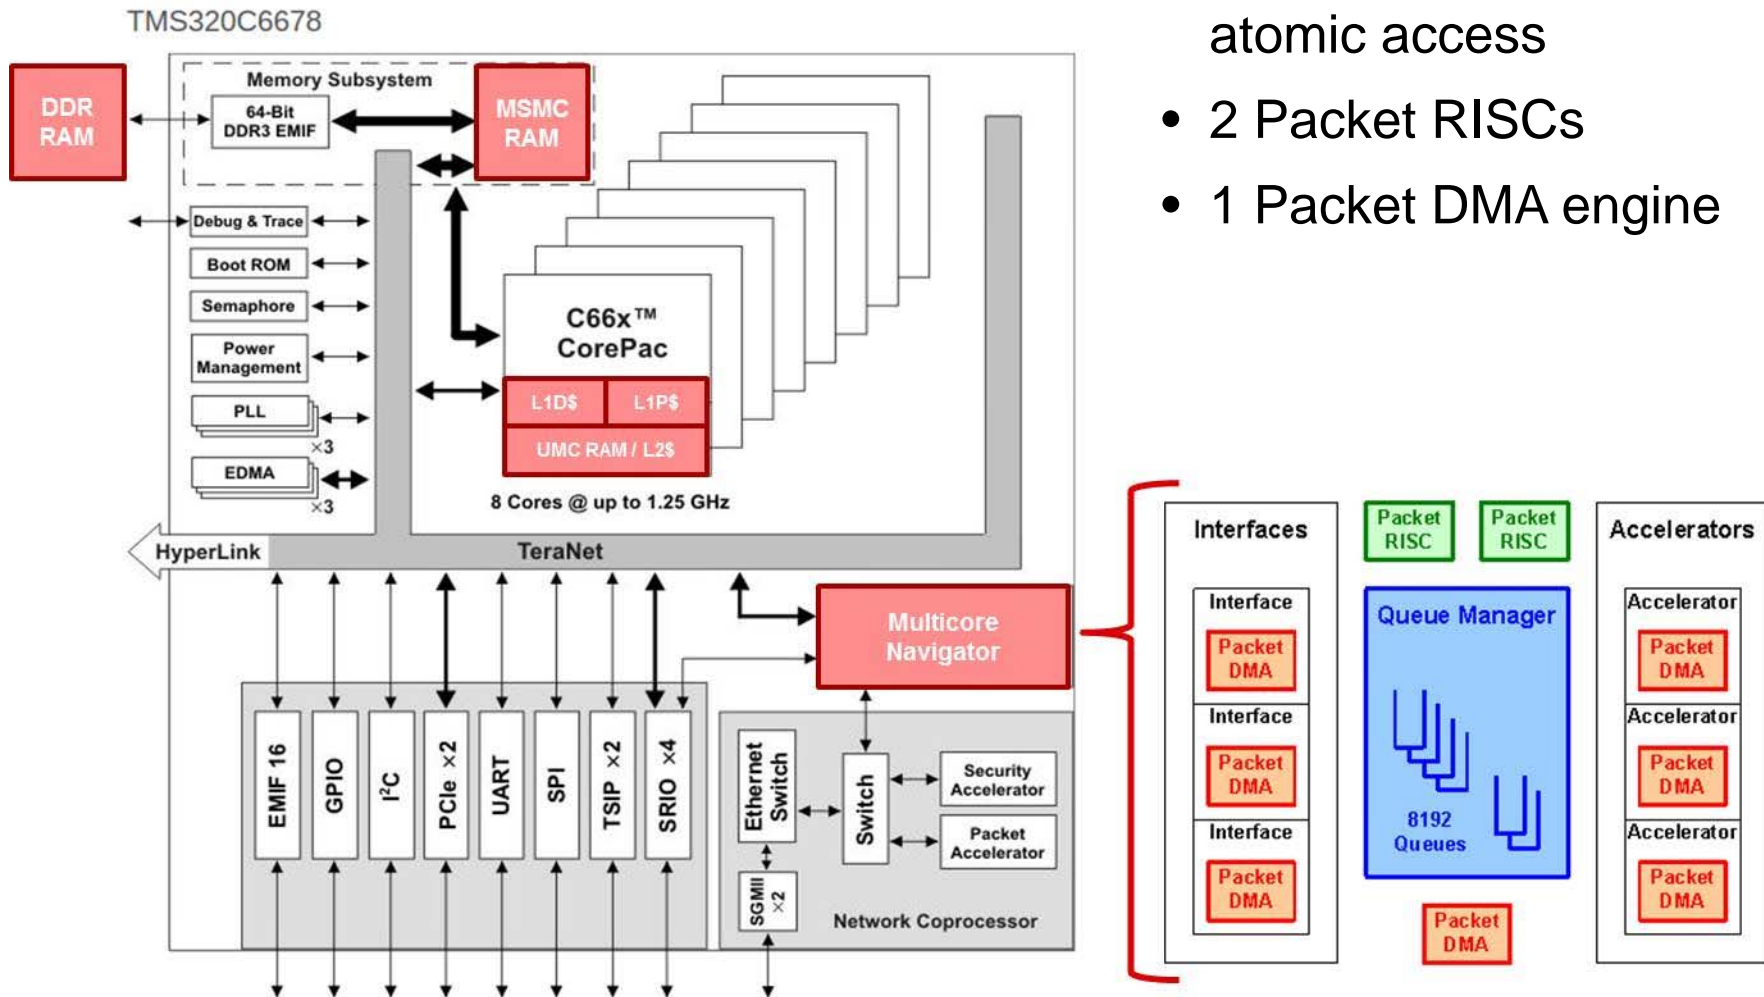 TMS320C6678
atomic access
• 2 Packet RISCs
• 1 Packet DMA engine
DDR
RAM
Memory Subsystem
64-Bit
DDR3 EMIF
MSMC
RAM
Debug & Trace
Boot ROM
Semaphore
Power
Management
PLL
×3
EDMA
×3
C66x™
CorePac
L1D$
L1P$
UMC RAM / L2$
8 Cores @ up to 1.25 GHz
HyperLink
TeraNet
Multicore
Navigator
EMIF 16
GPIO
I²C
PCIe ×2
UART
SPI
TSIP ×2
SRIO ×4
Ethernet
Switch
Switch
Security
Accelerator
Packet
Accelerator
SGMII
×2
Network Coprocessor
Interfaces
Interface
Packet
DMA
Interface
Packet
DMA
Interface
Packet
DMA
Packet
RISC
Packet
RISC
Queue Manager
8192
Queues
Packet
DMA
Accelerators
Accelerator
Packet
DMA
Accelerator
Packet
DMA
Accelerator
Packet
DMA